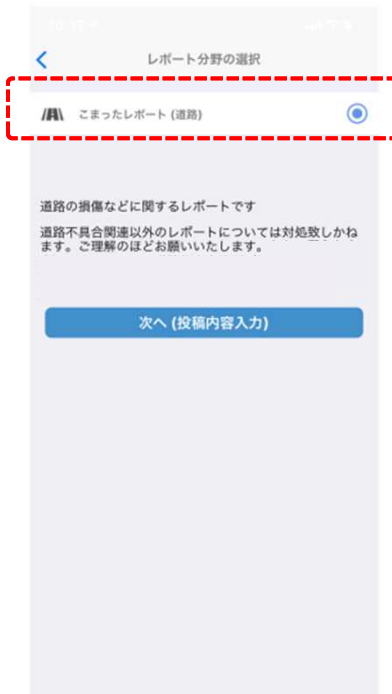 レポート分野の選択
こまったレポート (道路)
道路の損傷などに関するレポートです
道路不具合関連以外のレポートについては対処致しかね
ます。ご理解のほどお願いいたします。
次へ (投稿内容入力)